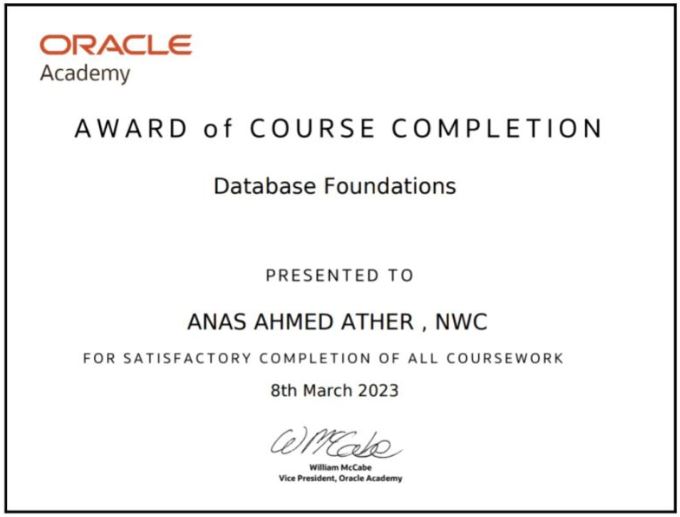 ORACLE
Academy
AWARD of COURSE COMPLETION
Database Foundations
PRESENTED TO
ANAS AHMED ATHER , NWC
FOR SATISFACTORY COMPLETION OF ALL COURSEWORK
8th March 2023
WMcCabe
William McCabe
Vice President, Oracle Academy